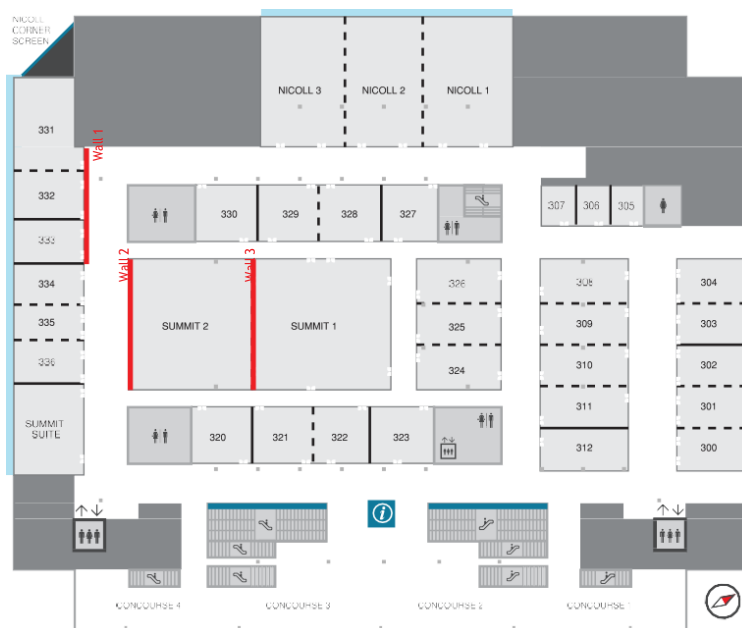 NICOLL
CORNER
SCREEN
NICOLL 3
NICOLL 2
NICOLL 1
331
Wall 1
332
333
330
329
328
327
307
306
305
Wall 2
Wall 3
334
335
336
SUMMIT 2
SUMMIT 1
326
325
324
308
309
310
311
312
304
303
302
301
300
SUMMIT
SUITE
320
321
322
323
i
CONCOURSE 4
CONCOURSE 3
CONCOURSE 2
CONCOURSE 1